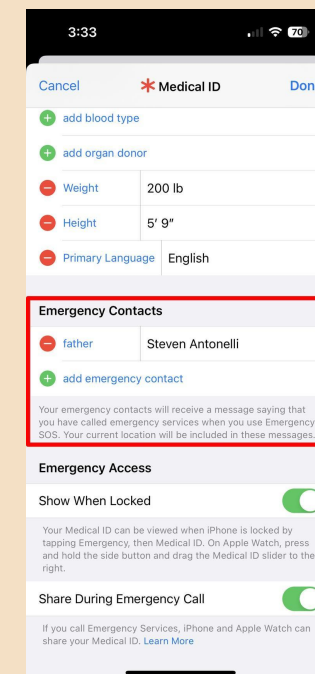 3:33
70
Cancel
Medical ID
Don
add blood type
add organ donor
Weight 200 lb
Height 5' 9"
Primary Language English
Emergency Contacts
father Steven Antonelli
add emergency contact
Your emergency contacts will receive a message saying that
you have called emergency services when you use Emergency
SOS. Your current location will be included in these messages.
Emergency Access
Show When Locked
Your Medical ID can be viewed when iPhone is locked by
tapping Emergency, then Medical ID. On Apple Watch, press
and hold the side button and drag the Medical ID slider to the
right.
Share During Emergency Call
If you call Emergency Services, iPhone and Apple Watch can
share your Medical ID. Learn More